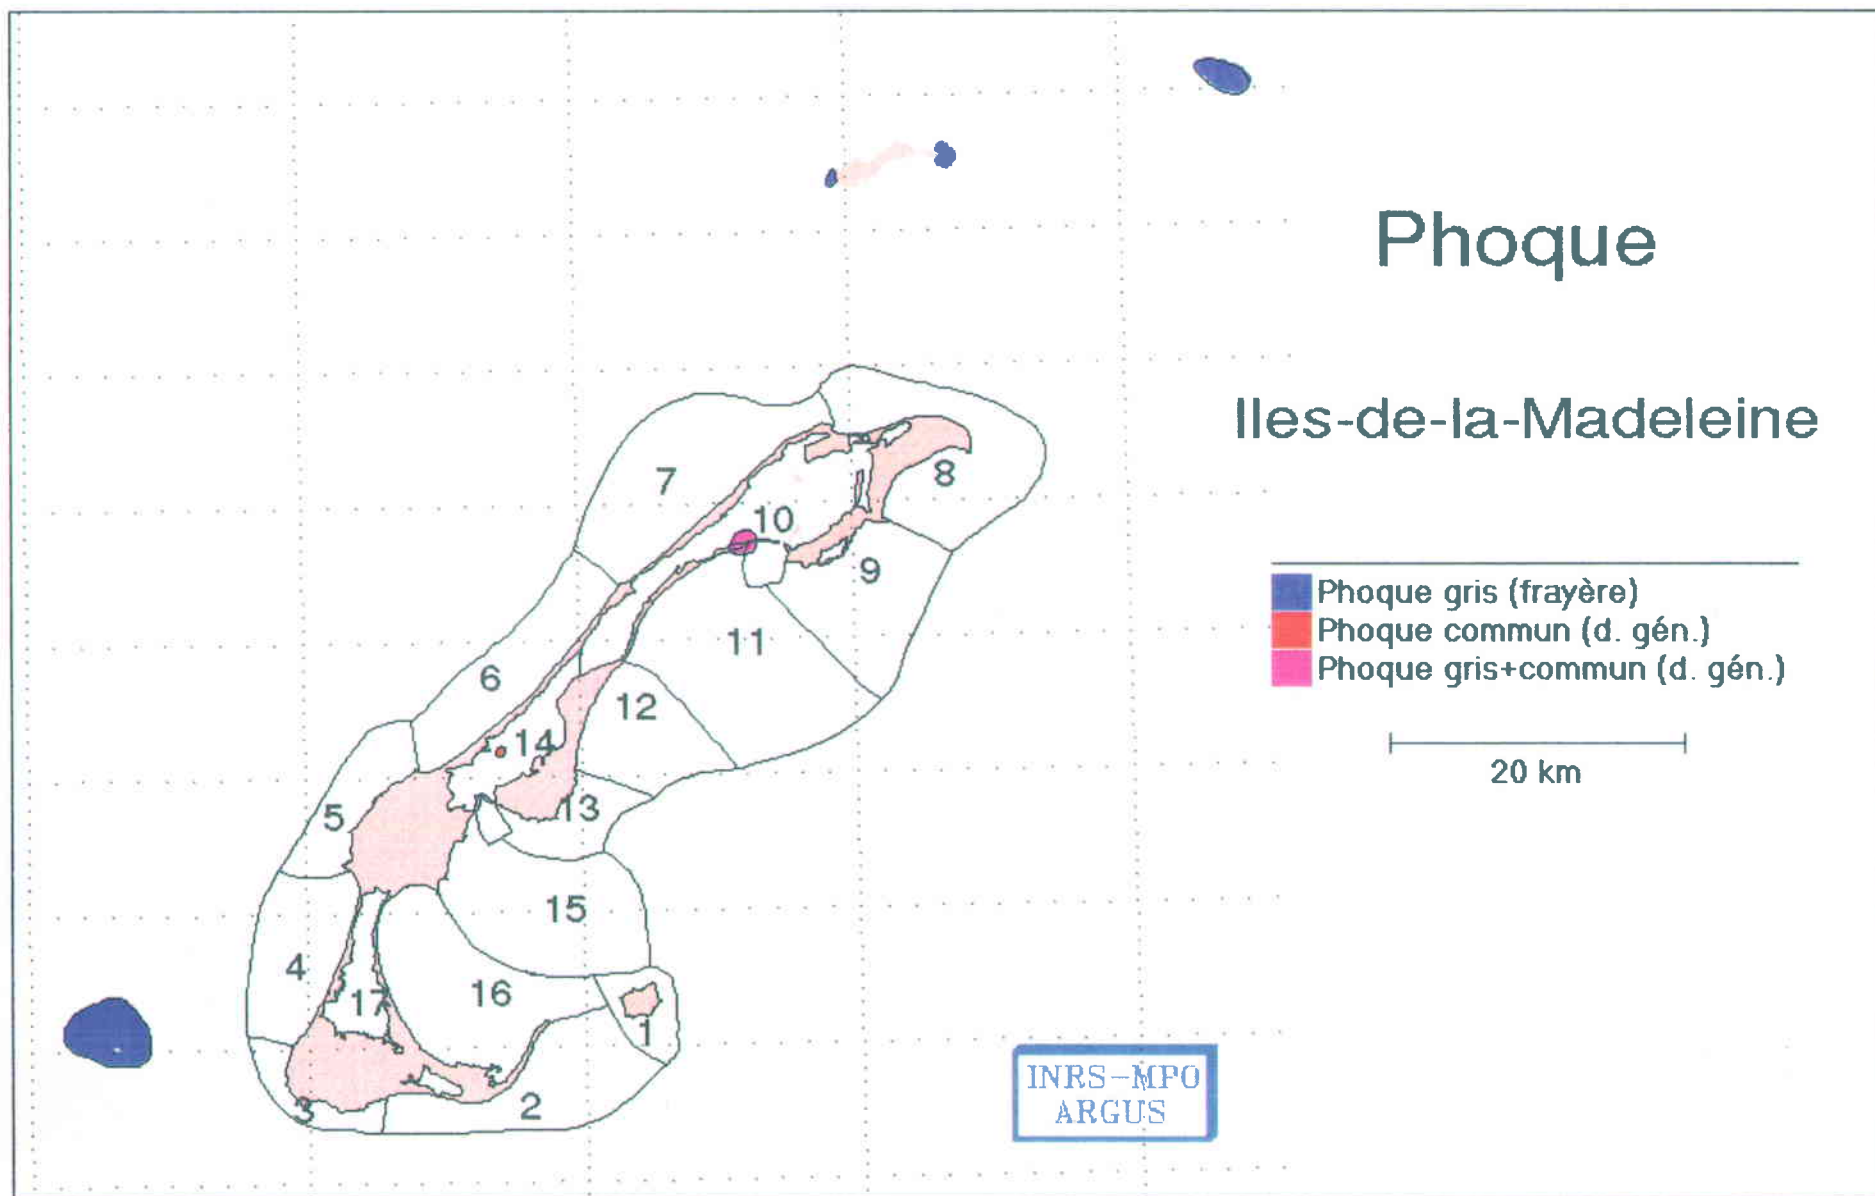 Phoque
Iles-de-la-Madeleine
7
8
10
9
11
6
12
14
5
13
15
4
16
17
1
3
2
Phoque gris (frayère)
Phoque commun (d. gén.)
Phoque gris+commun (d. gén.)
20 km
INRS-MPO
ARGUS